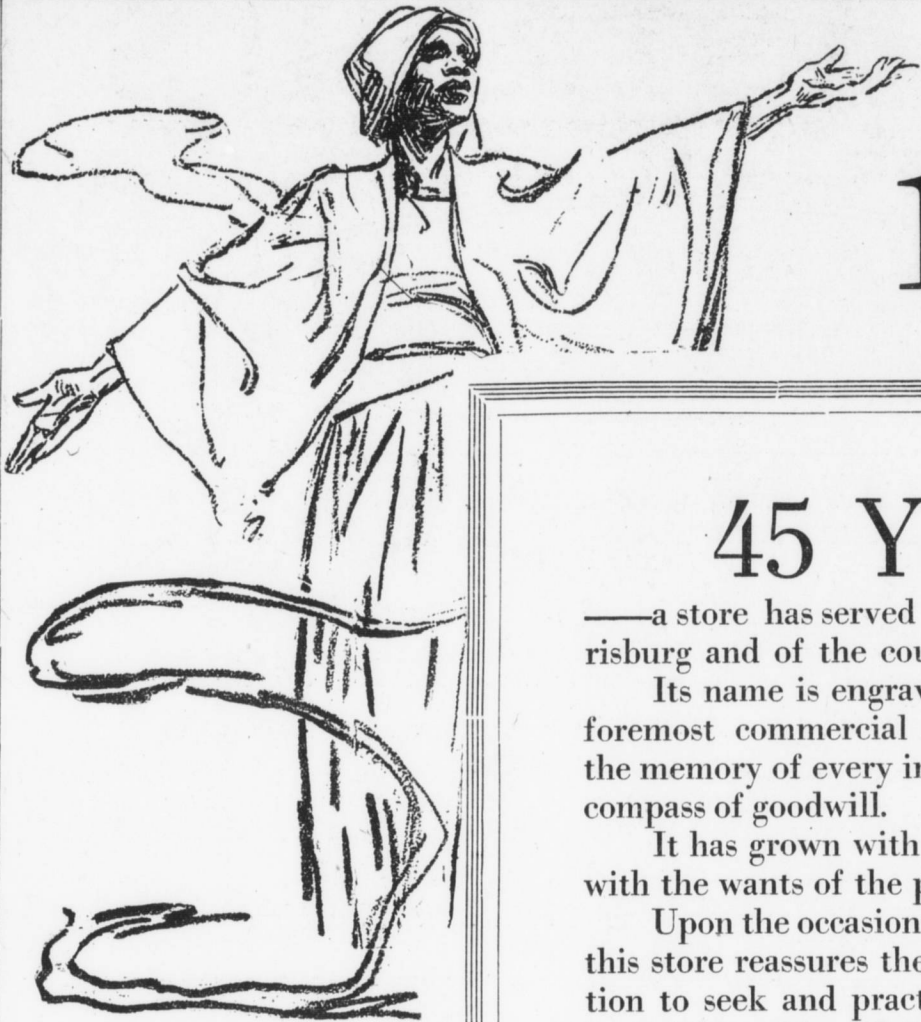 45 Y
—a store has served
risburg and of the cou
Its name is engrav
foremost commercial
the memory of every in
compass of goodwill.
It has grown with
with the wants of the p
Upon the occasion
this store reassures the
tion to seek and pract